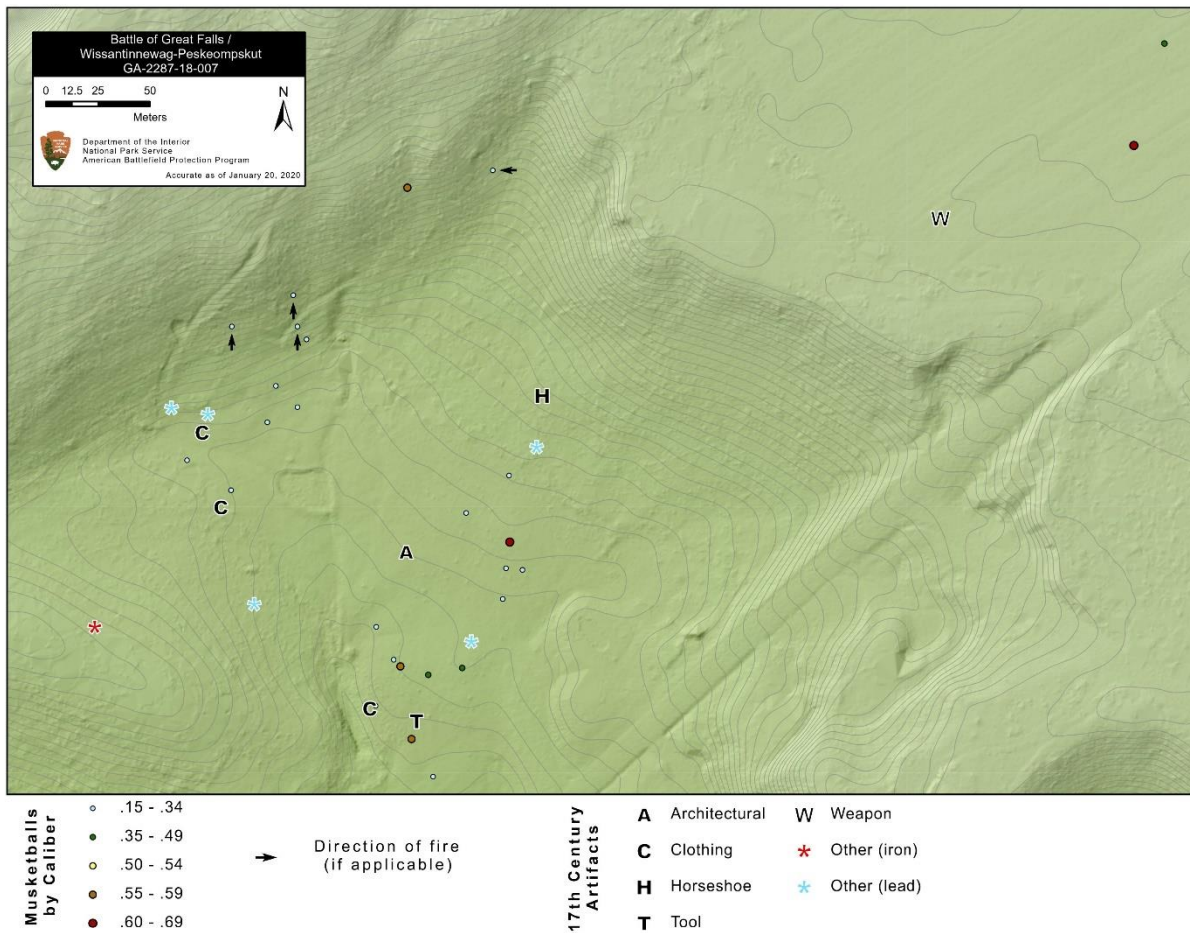 Battle of Great Falls /
Wissantinnewag-Peskeompskut
GA-2287-18-007
0 12.5 25 50
Meters
N
Department of the Interior
National Park Service
American Battlefield Protection Program
Accurate as of January 20, 2020
W
H
C
C
A
C
T
Musketballs
by Caliber
.15 - .34
.35 - .49
.50 - .54
.55 - .59
.60 - .69
Direction of fire
(if applicable)
17th Century
Artifacts
A Architectural
C Clothing
H Horseshoe
T Tool
W Weapon
Other (iron)
Other (lead)